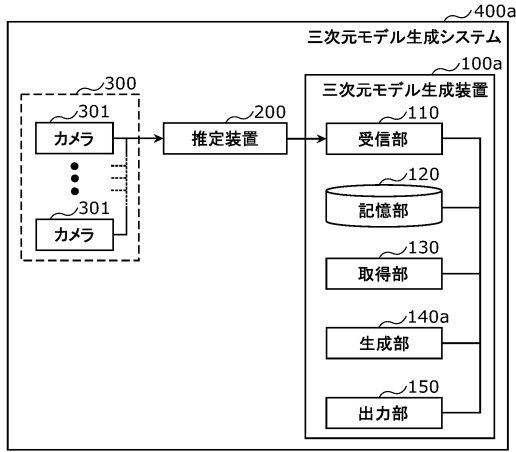 400a
三次元モデル生成システム
100a
三次元モデル生成装置
300
301
カメラ
301
カメラ
200
推定装置
110
受信部
120
記憶部
130
取得部
140a
生成部
150
出力部